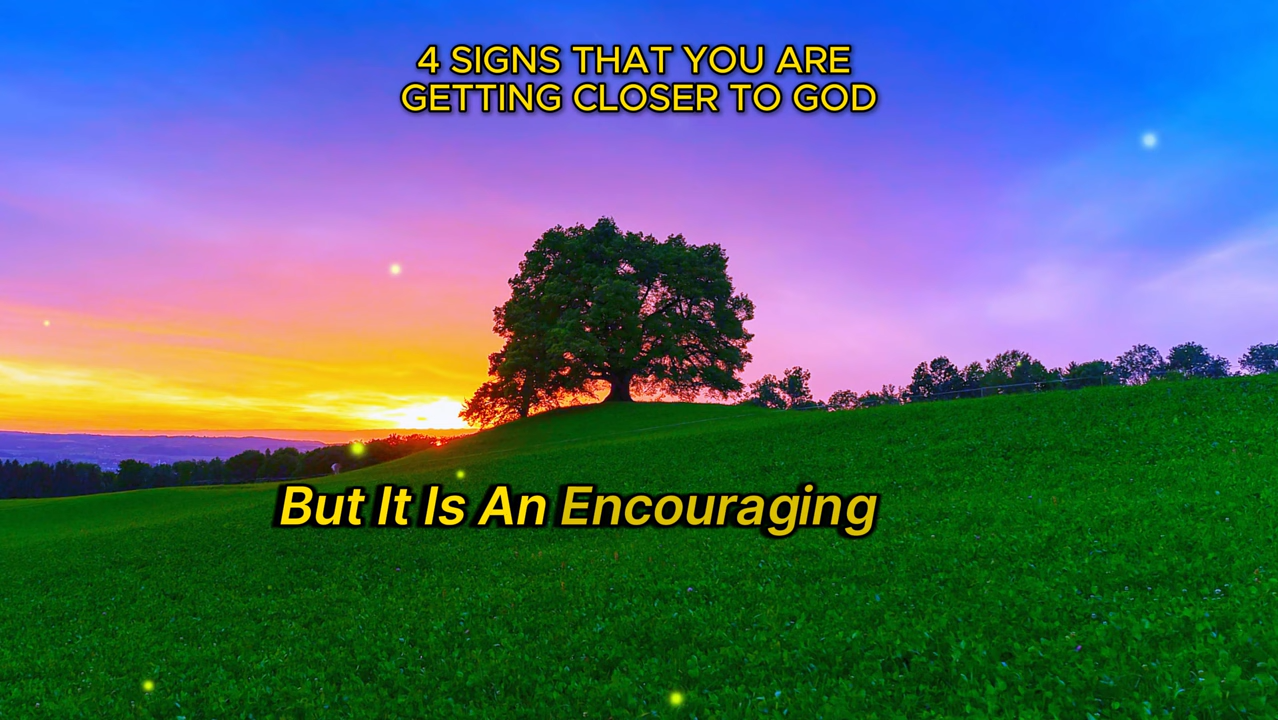 4 SIGNS THAT YOU ARE
GETTING CLOSER TO GOD
But It Is An Encouraging